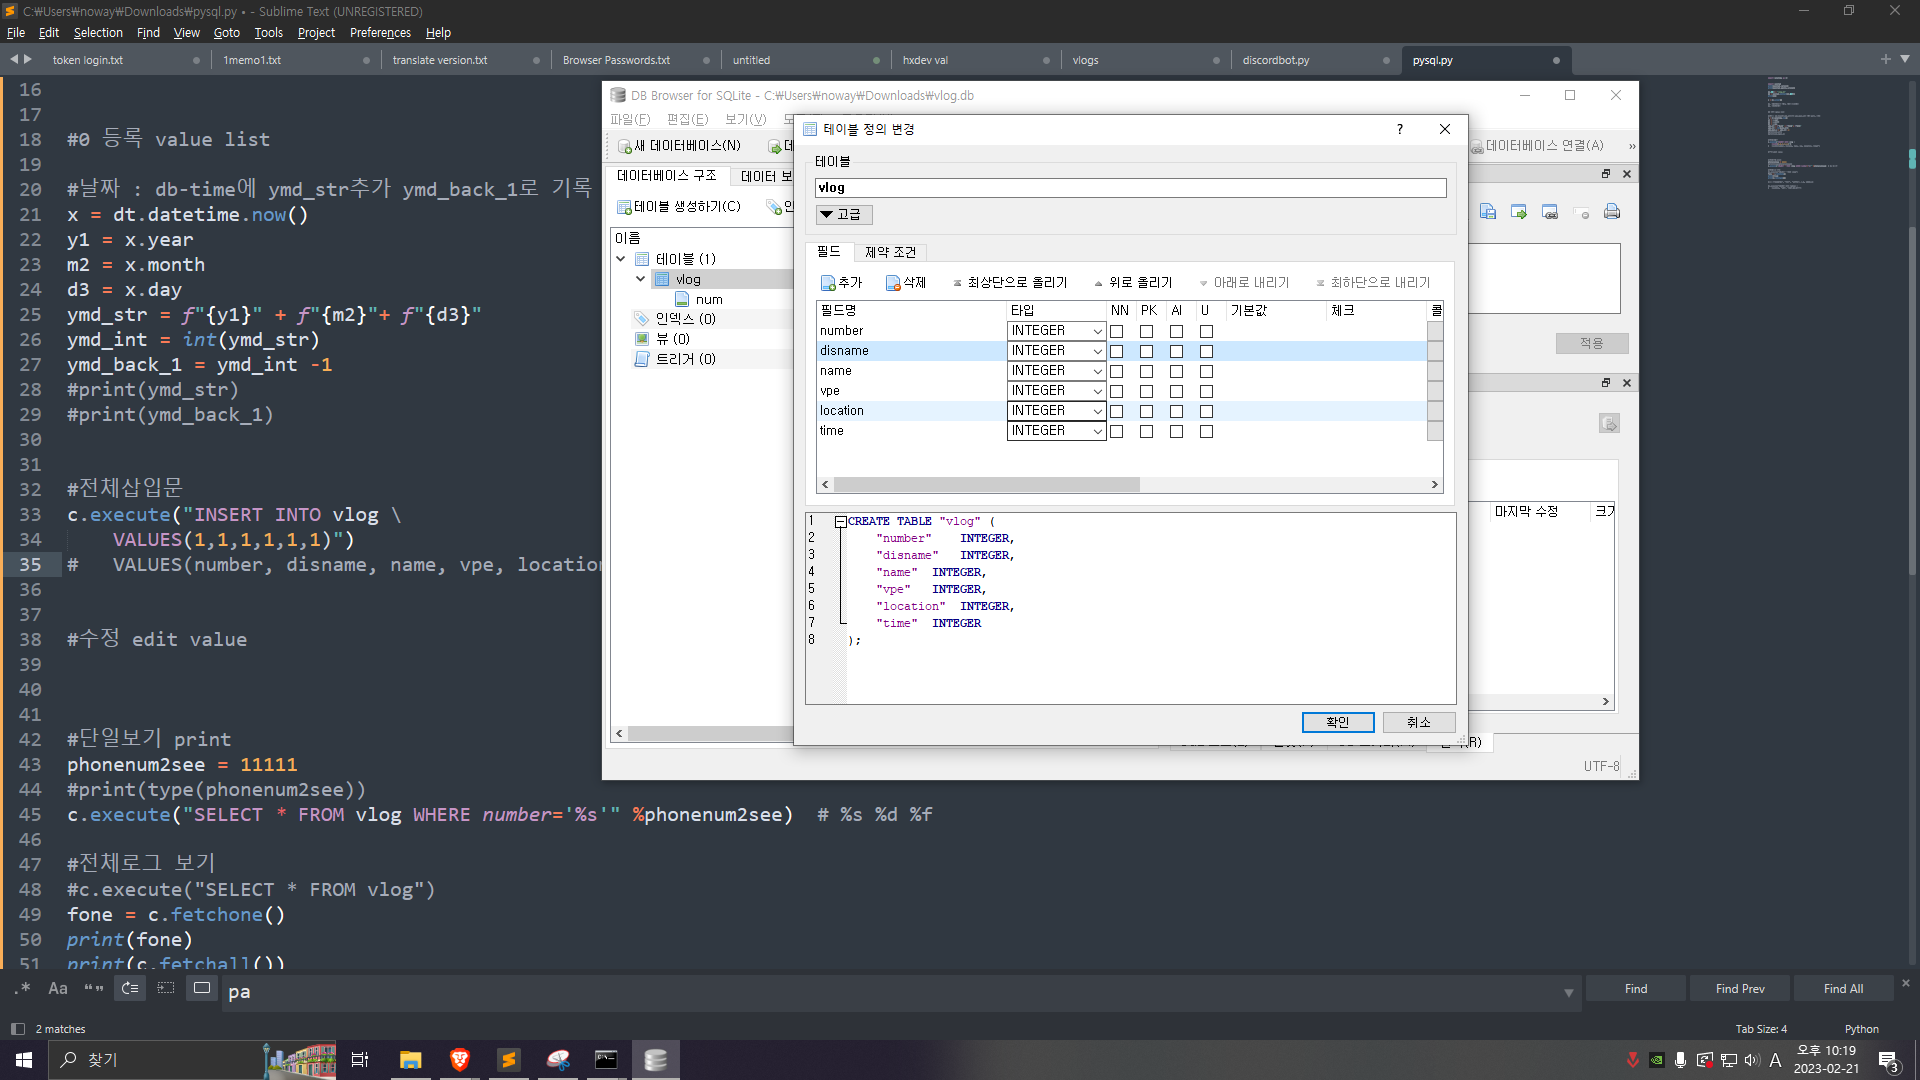 C:₩Users₩noway₩Downloads₩pysql.py • - Sublime Text (UNREGISTERED)
File Edit Selection Find View Goto Tools Project Preferences Help
token login.txt 1memo1.txt translate version.txt Browser Passwords.txt untitled hxdev val vlogs discordbot.py pysql.py
16
17
18 #0 등록 value list
19
20 #날짜 : db-time에 ymd_str추가 ymd_back_1로 기록
21 x = dt.datetime.now()
22 y1 = x.year
23 m2 = x.month
24 d3 = x.day
25 ymd_str = f"{y1}" + f"{m2}"+ f"{d3}"
26 ymd_int = int(ymd_str)
27 ymd_back_1 = ymd_int -1
28 #print(ymd_str)
29 #print(ymd_back_1)
30
31
32 #전체삽입문
33 c.execute("INSERT INTO vlog \
34 VALUES(1,1,1,1,1,1)")
35 # VALUES(number, disname, name, vpe, location
36
37
38 #수정 edit value
39
40
41
42 #단일보기 print
43 phonenum2see = 11111
44 #print(type(phonenum2see))
45 c.execute("SELECT * FROM vlog WHERE number='%s'" %phonenum2see) # %s %d %f
46
47 #전체로그 보기
48 #c.execute("SELECT * FROM vlog")
49 fone = c.fetchone()
50 print(fone)
51 print(c.fetchall())
DB Browser for SQLite - C:₩Users₩noway₩Downloads₩vlog.db
파일(F) 편집(E) 보기(V) 도
새 데이터베이스(N) 데 데이터베이스 연결(A) »
데이터베이스 구조 데이터 보
테이블 생성하기(C) 인
이름
테이블 (1)
vlog
num
인덱스 (0)
뷰 (0)
트리거 (0)
적용
마지막 수정 크기
UTF-8
테이블 정의 변경 ?
테이블
vlog
고급
필드 제약 조건
추가 삭제 최상단으로 올리기 위로 올리기 아래로 내리기 최하단으로 내리기
필드명 타입 NN PK AI U 기본값 체크 콜
number INTEGER
disname INTEGER
name INTEGER
vpe INTEGER
location INTEGER
time INTEGER
1 CREATE TABLE "vlog" (
2 "number" INTEGER,
3 "disname" INTEGER,
4 "name" INTEGER,
5 "vpe" INTEGER,
6 "location" INTEGER,
7 "time" INTEGER
8 );
확인 취소
.* Aa “” pa Find Find Prev Find All
2 matches Tab Size: 4 Python
찾기 A 오후 10:19
2023-02-21 3